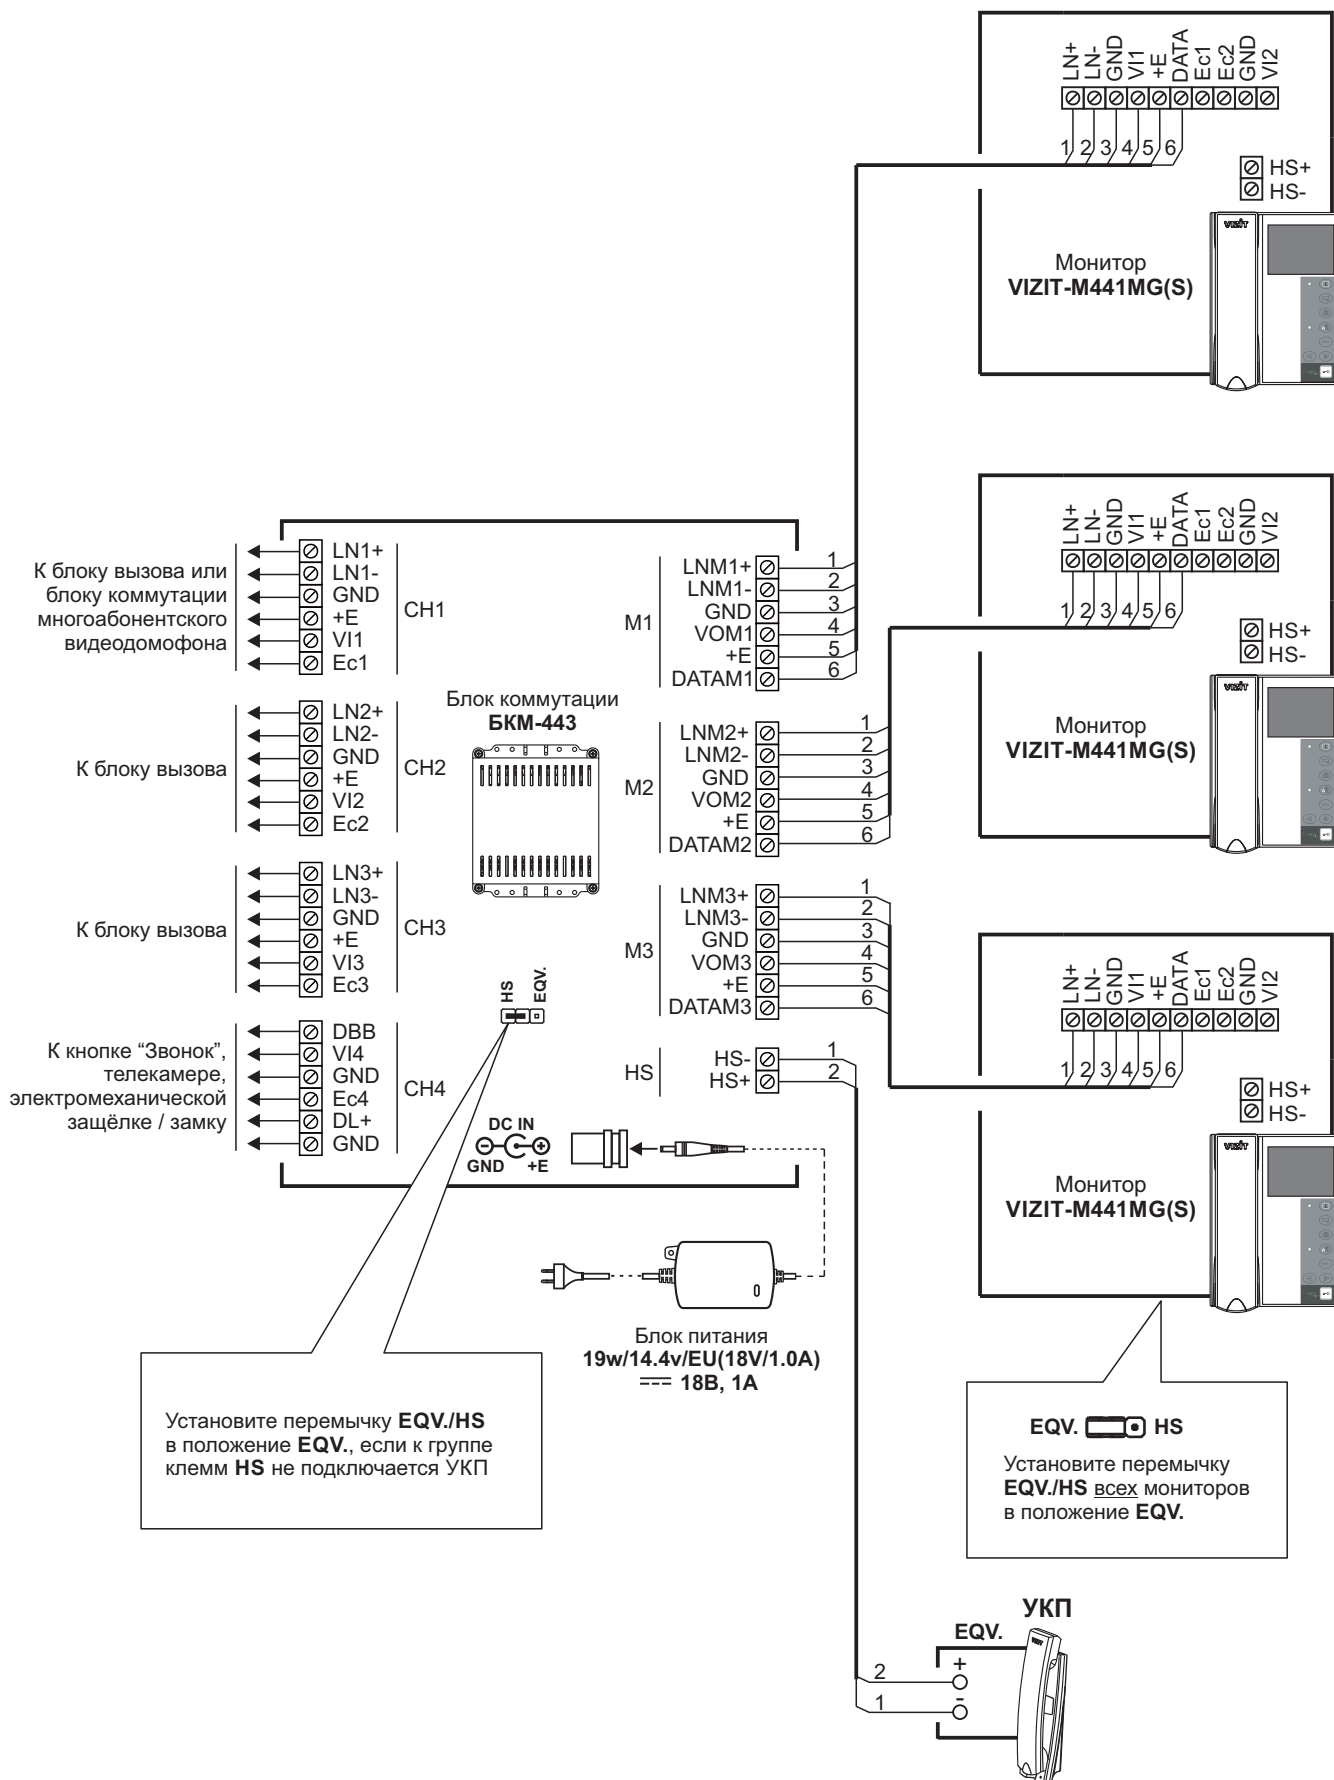 LN+
LN-
GND
VI1
+E
DATA
Ec1
Ec2
GND
VI2
1 2 3 4 5 6
HS+
HS-
VIZIT
Монитор
VIZIT-M441MG(S)
LN+
LN-
GND
VI1
+E
DATA
Ec1
Ec2
GND
VI2
1 2 3 4 5 6
HS+
HS-
VIZIT
Монитор
VIZIT-M441MG(S)
К блоку вызова или
блоку коммутации
многоабонентского
видеодомофона
LN1+
LN1-
GND
+E
VI1
Ec1
CH1
К блоку вызова
LN2+
LN2-
GND
+E
VI2
Ec2
CH2
К блоку вызова
LN3+
LN3-
GND
+E
VI3
Ec3
CH3
К кнопке “Звонок”,
телекамере,
электромеханической
защёлке / замку
DBB
VI4
GND
Ec4
DL+
GND
CH4
Блок коммутации
БКМ-443
HS
EQV.
DC IN
GND +E
M1
LNM1+ 1
LNM1- 2
GND 3
VOM1 4
+E 5
DATAM1 6
M2
LNM2+ 1
LNM2- 2
GND 3
VOM2 4
+E 5
DATAM2 6
M3
LNM3+ 1
LNM3- 2
GND 3
VOM3 4
+E 5
DATAM3 6
HS
HS- 1
HS+ 2
LN+
LN-
GND
VI1
+E
DATA
Ec1
Ec2
GND
VI2
1 2 3 4 5 6
HS+
HS-
VIZIT
Монитор
VIZIT-M441MG(S)
Блок питания
19w/14.4v/EU(18V/1.0A)
18В, 1А
Установите перемычку EQV./HS
в положение EQV., если к группе
клемм HS не подключается УКП
EQV. HS
Установите перемычку
EQV./HS всех мониторов
в положение EQV.
УКП
EQV.
2 +
1 -